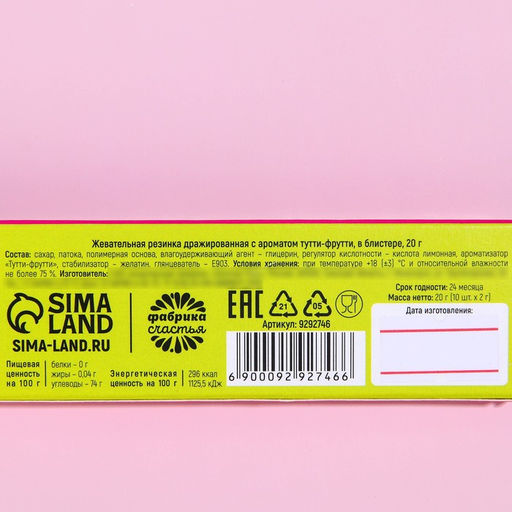 Жевательная резинка дражированная с ароматом тутти-фрутти, в блистере, 20 г
Состав: сахар, патока, полимерная основа, влагоудерживающий агент – глицерин, регулятор кислотности – кислота лимонная, ароматизатор
«Тутти-фрутти», стабилизатор – желатин, глянцеватель – Е903. Условия хранения: при температуре +18 (±3) °С и относительной влажности
не более 75 %. Изготовитель:
Срок годности: 24 месяца
Масса нетто: 20 г (10 шт. х 2 г)
Дата изготовления:
SIMA
LAND
SIMA-LAND.RU
фабрика
счастья
EAC
21
05
Артикул: 9292746
6 900092 927466
Пищевая
ценность
на 100 г
белки – 0 г
жиры – 0,04 г
углеводы – 74 г
Энергетическая
ценность на 100 г
296 ккал
1125,5 кДж